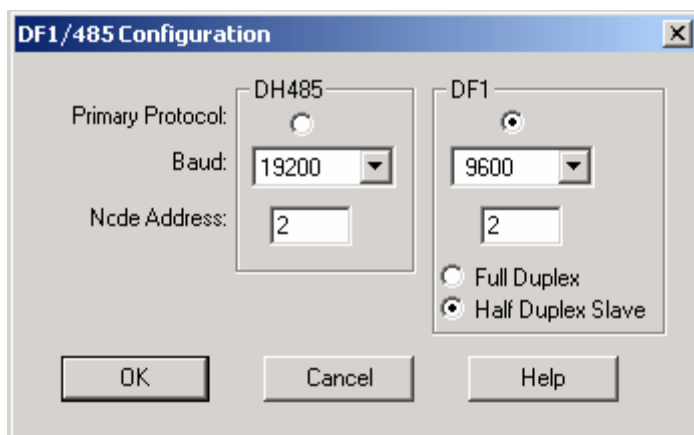 DF1/485 Configuration
DH485
DF1
Primary Protocol:
Baud:
19200
9600
Node Address:
2
2
Full Duplex
Half Duplex Slave
OK
Cancel
Help